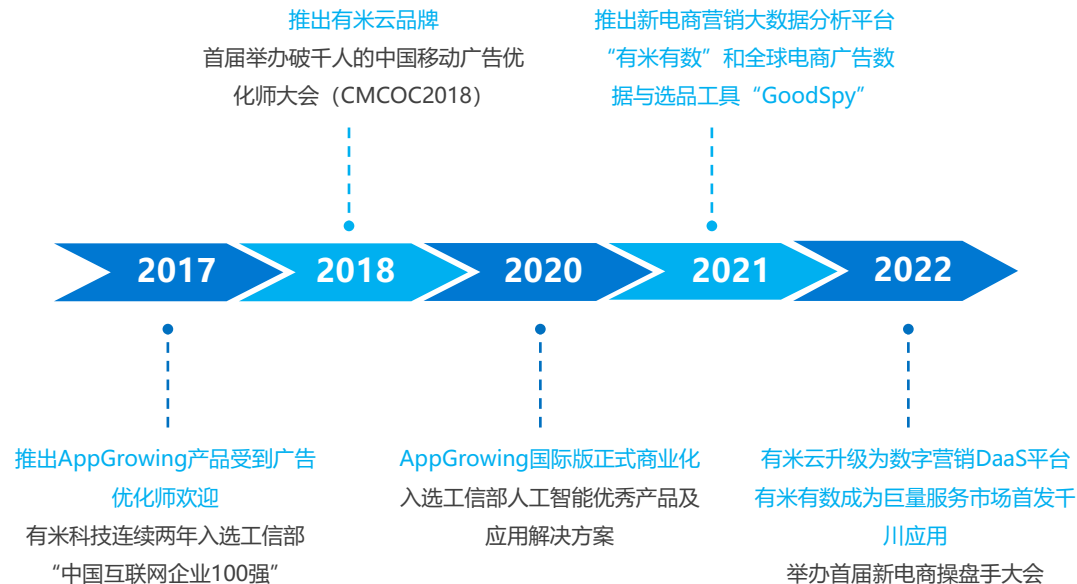 推出有米云品牌
首届举办破千人的中国移动广告优
化师大会（CMCOC2018）
推出新电商营销大数据分析平台
“有米有数”和全球电商广告数
据与选品工具“GoodSpy”
2017
2018
2020
2021
2022
推出AppGrowing产品受到广告
优化师欢迎
有米科技连续两年入选工信部
“中国互联网企业100强”
AppGrowing国际版正式商业化
入选工信部人工智能优秀产品及
应用解决方案
有米云升级为数字营销DaaS平台
有米有数成为巨量服务市场首发千
川应用
举办首届新电商操盘手大会